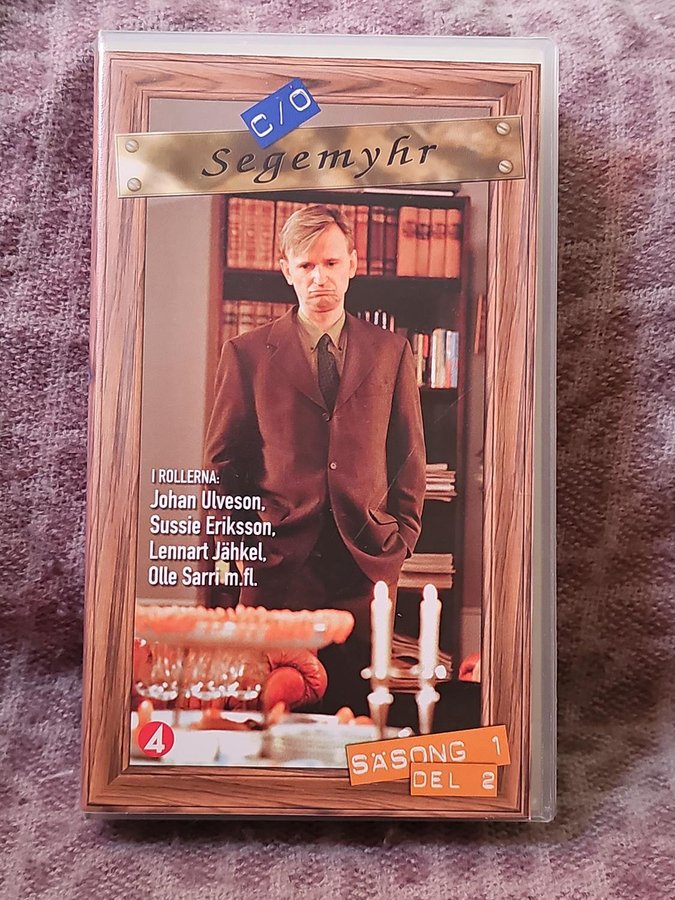 C/O
Segemyhr
I ROLLERNA:
Johan Ulveson,
Sussie Eriksson,
Lennart Jähkel,
Olle Sarri m.fl.
4
SÄSONG 1
DEL 2